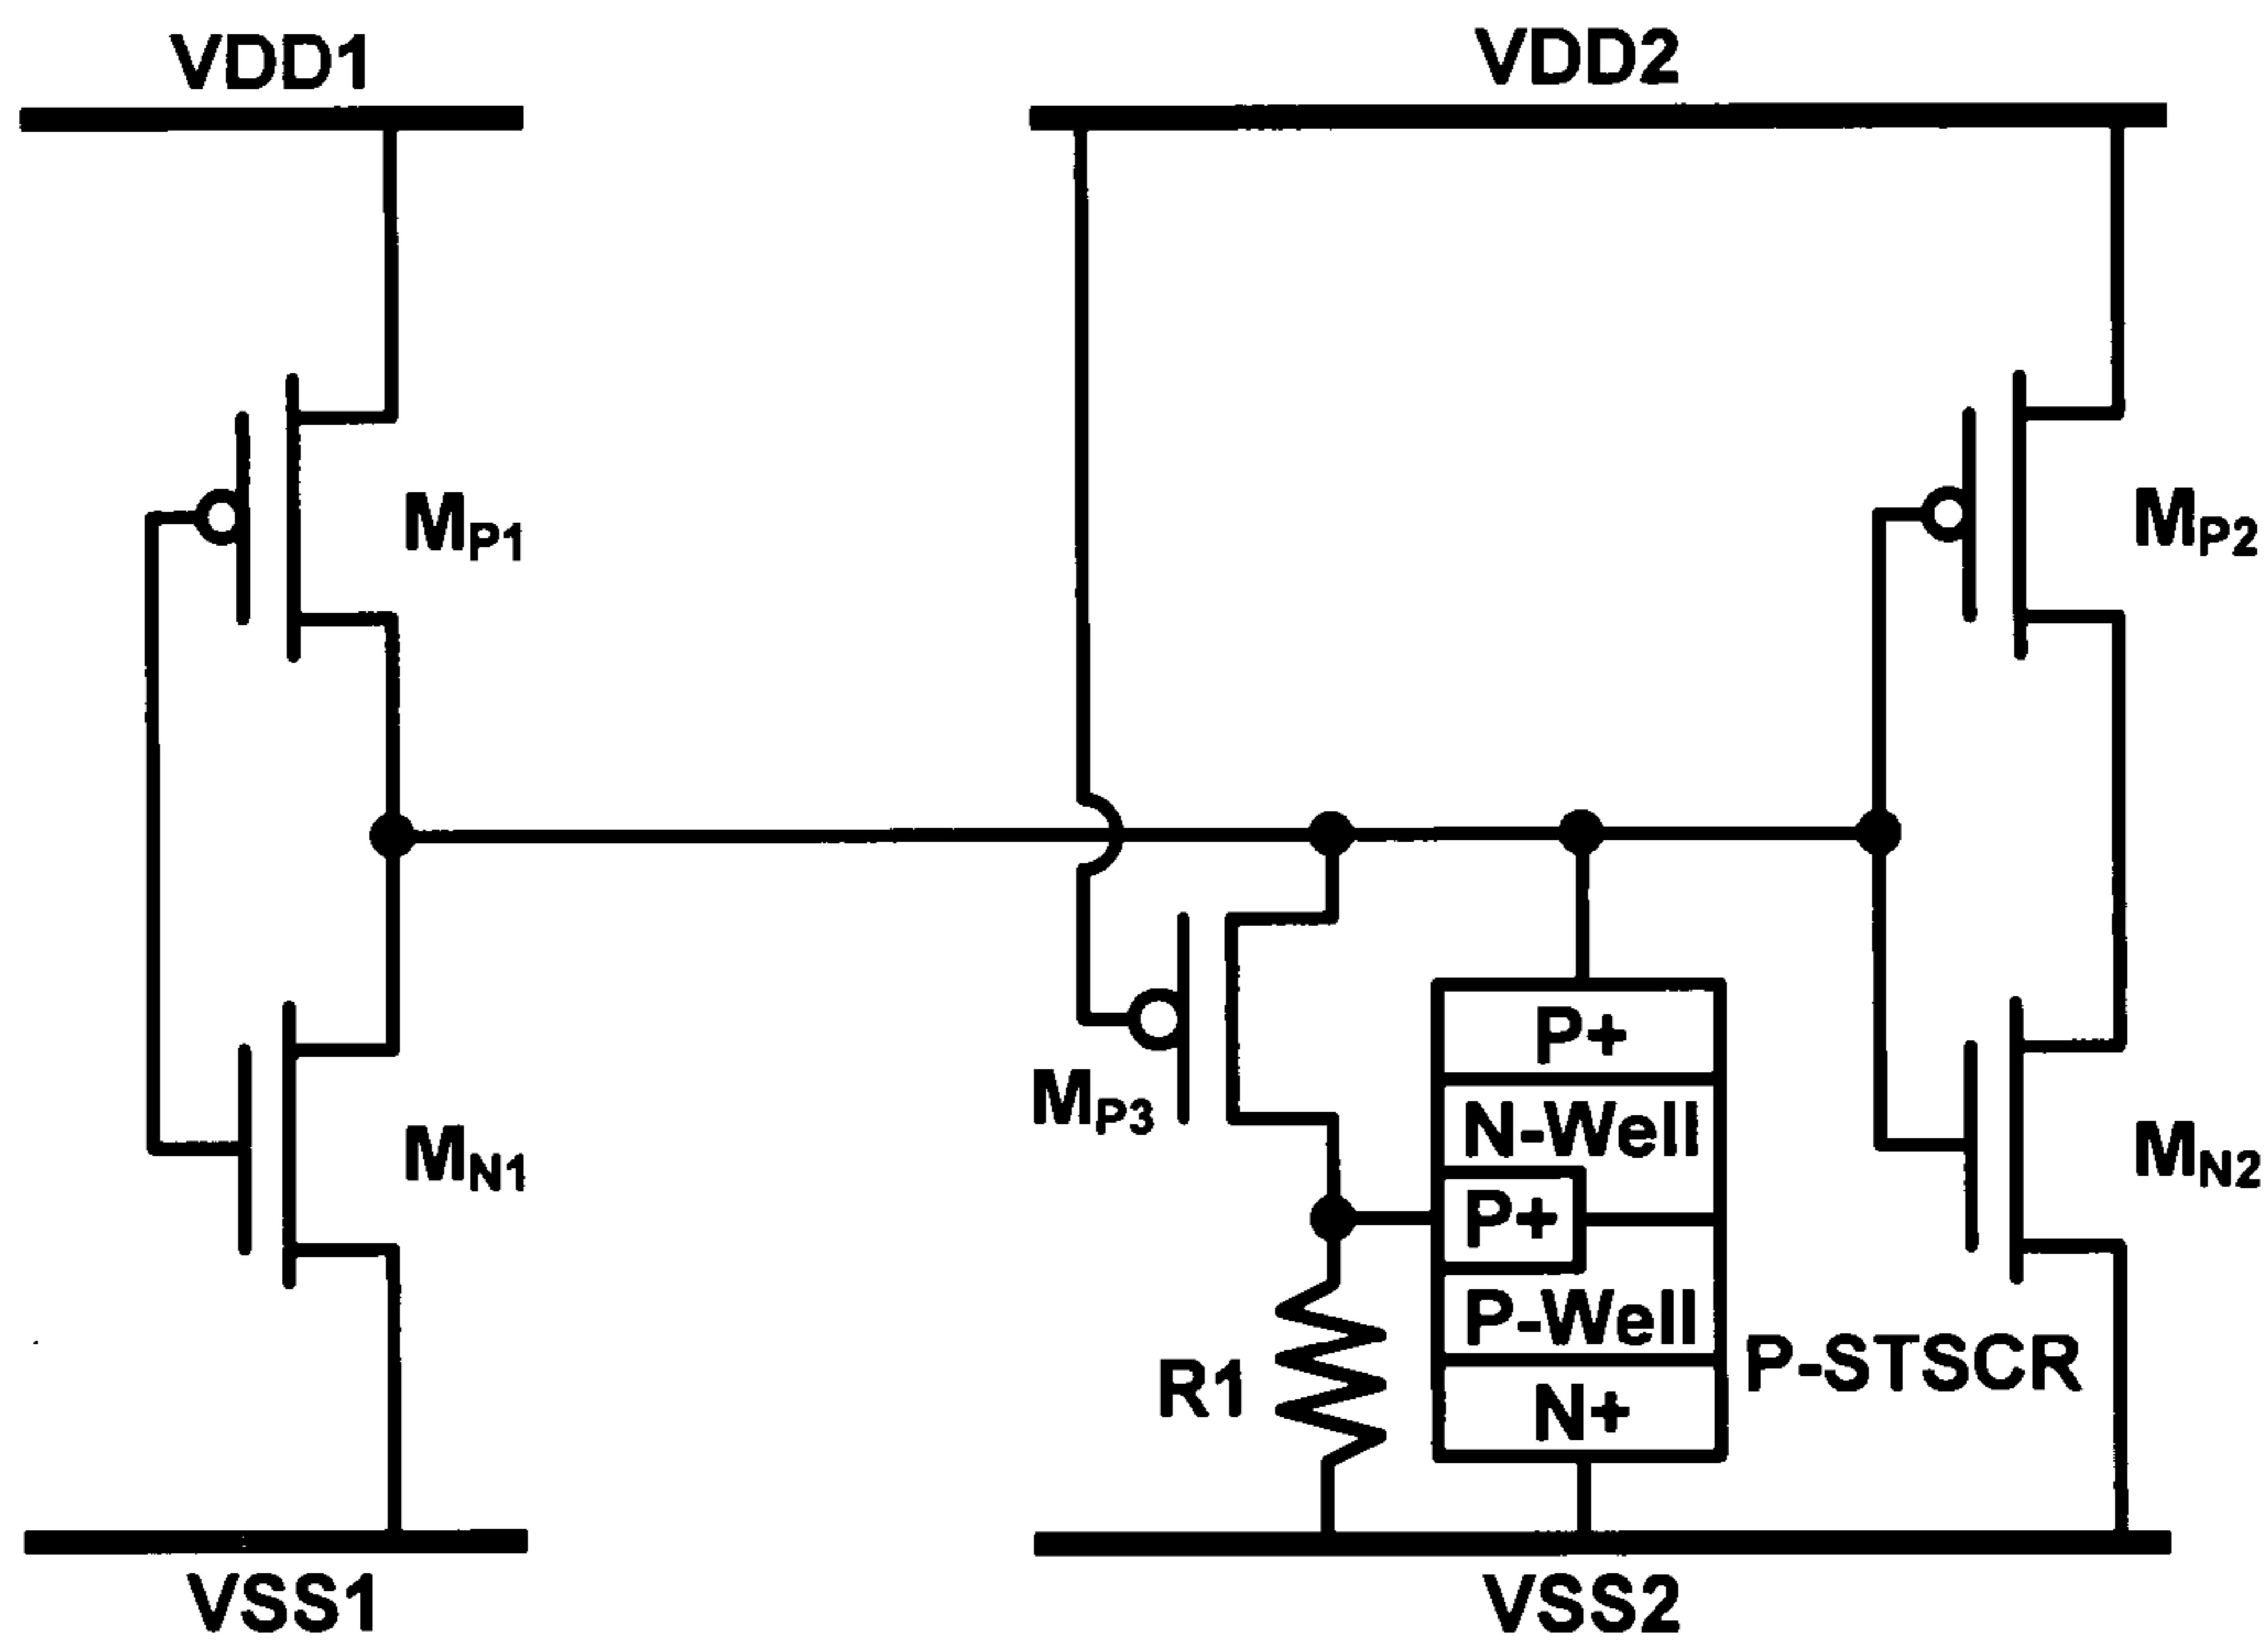 VDD1
VDD2
MP1
MP2
P+
N-Well
MP3
P+
MN1
MN2
P-Well
P-STSCR
R1
N+
VSS1
VSS2